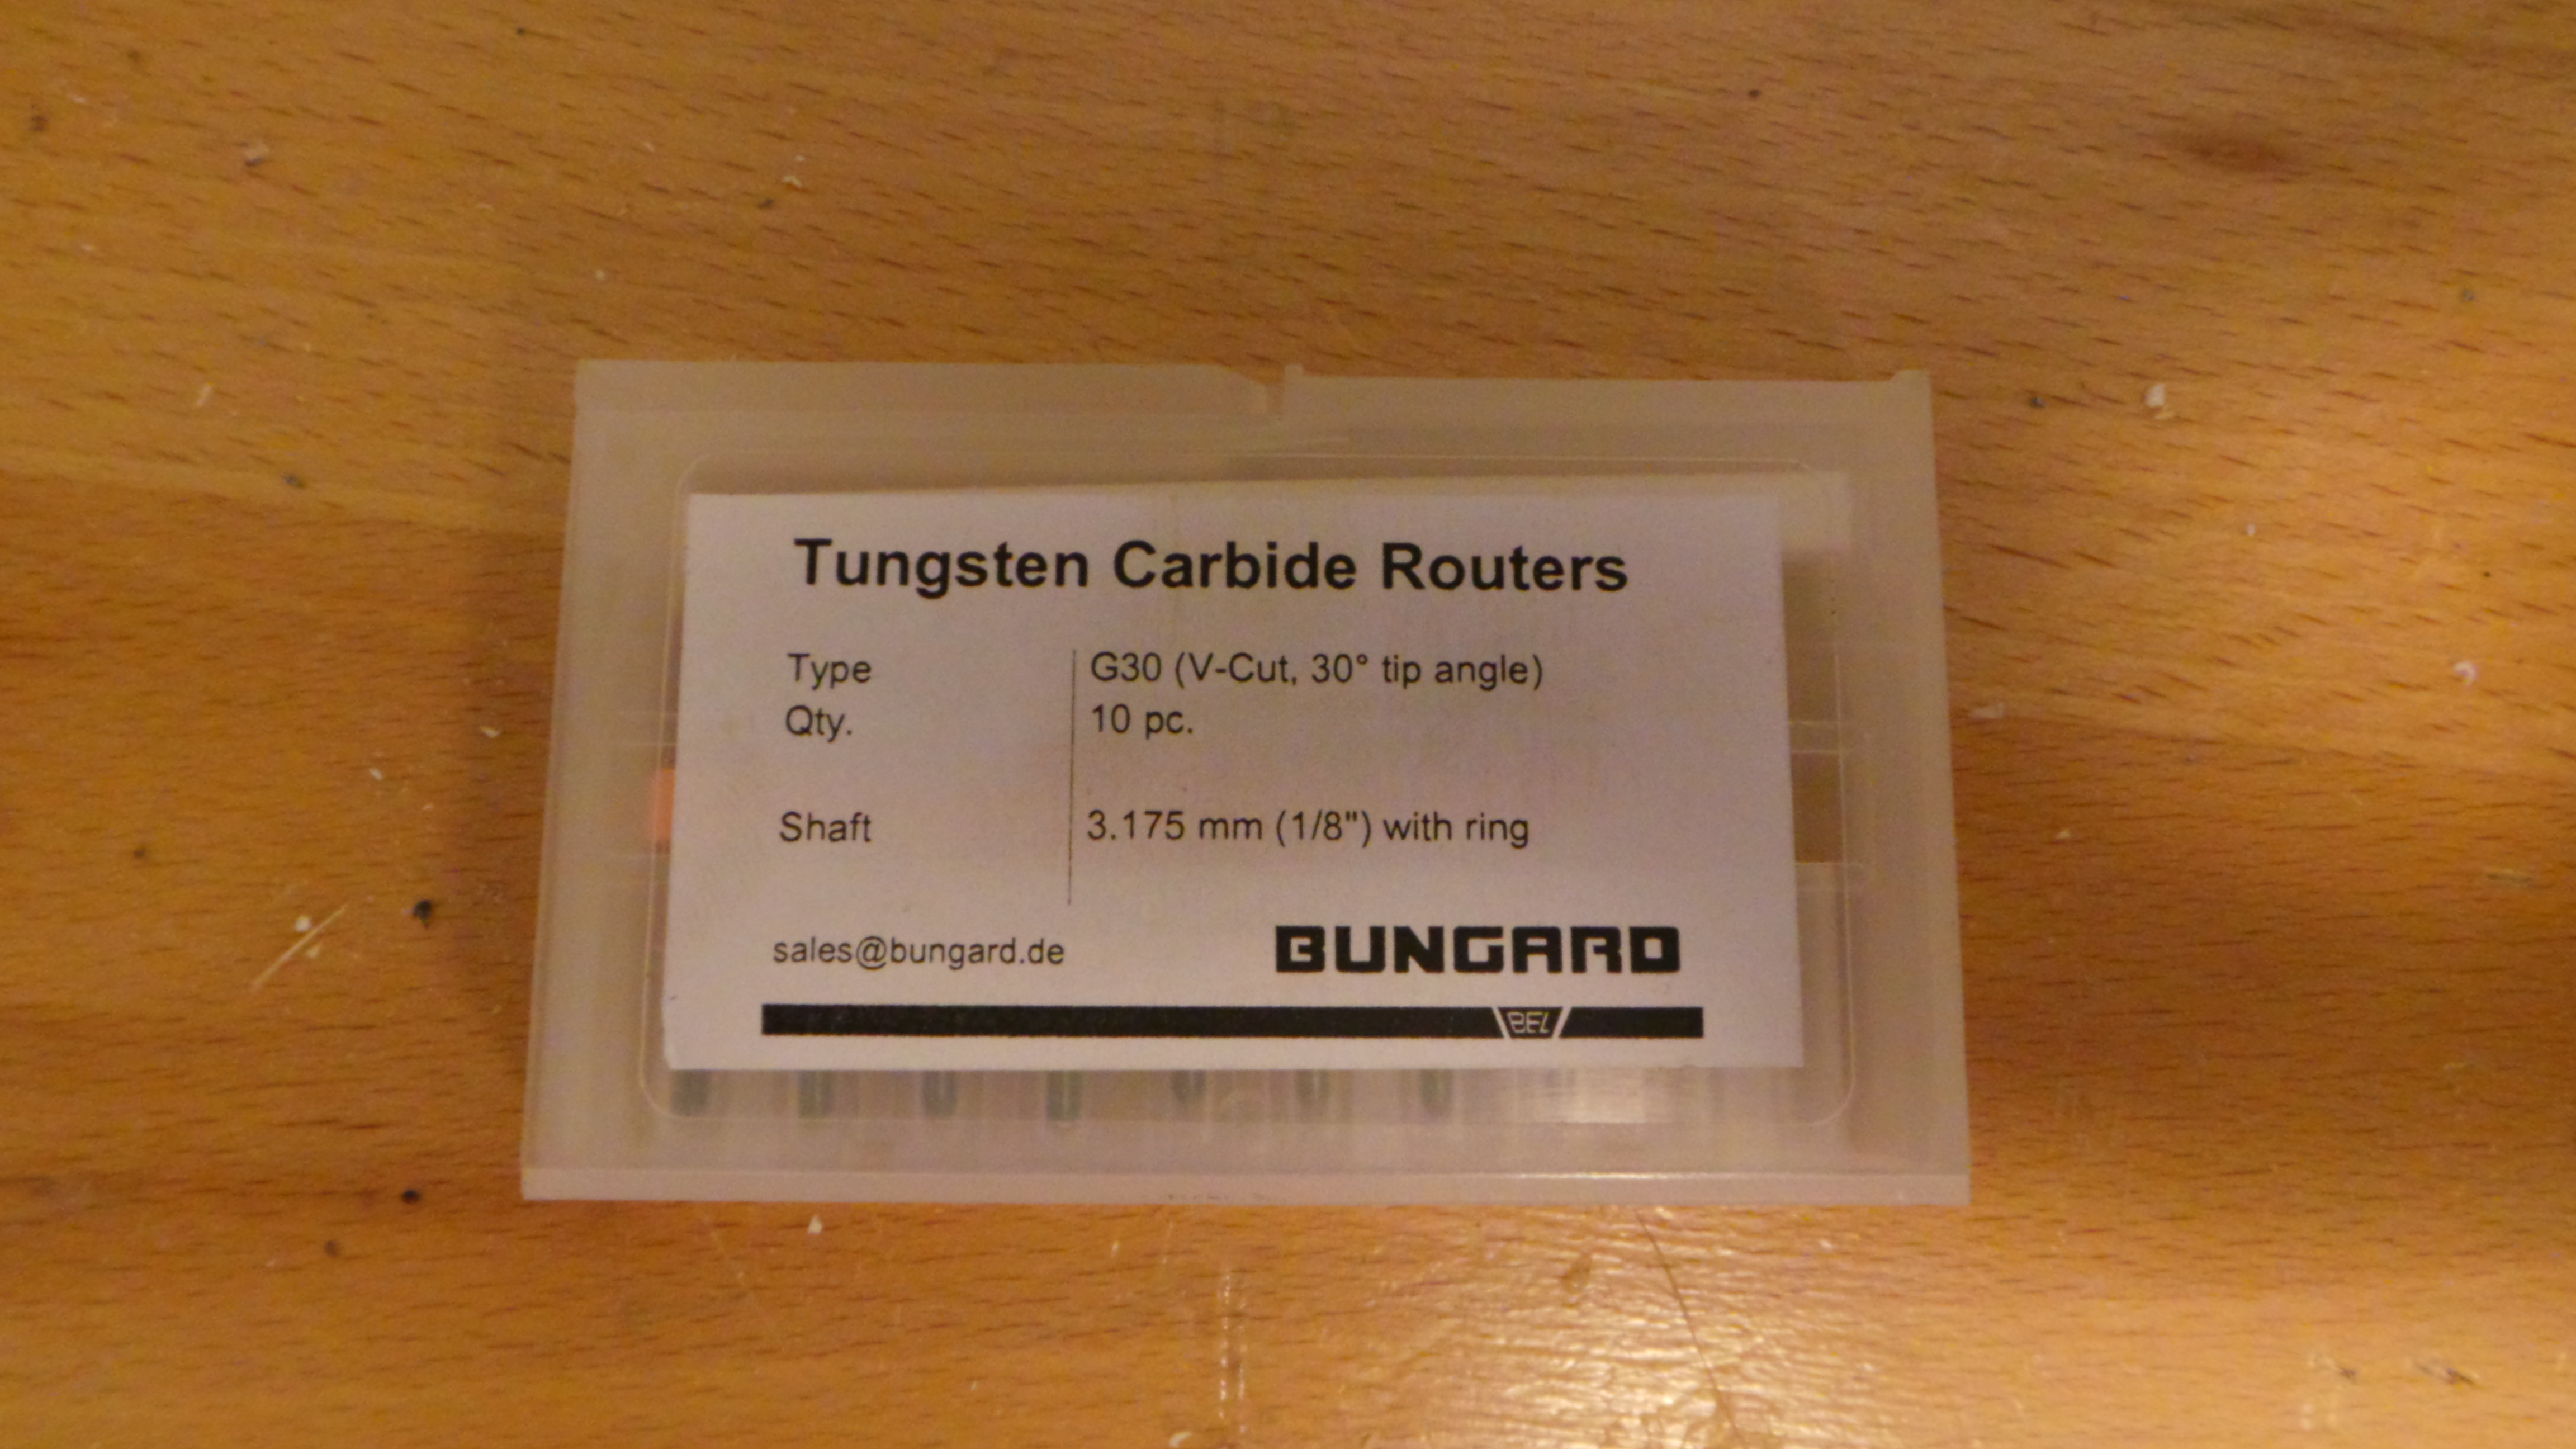 Tungsten Carbide Routers
Type G30 (V-Cut, 30° tip angle)
Qty. 10 pc.
Shaft 3.175 mm (1/8") with ring
sales@bungard.de BUNGARD
BEL